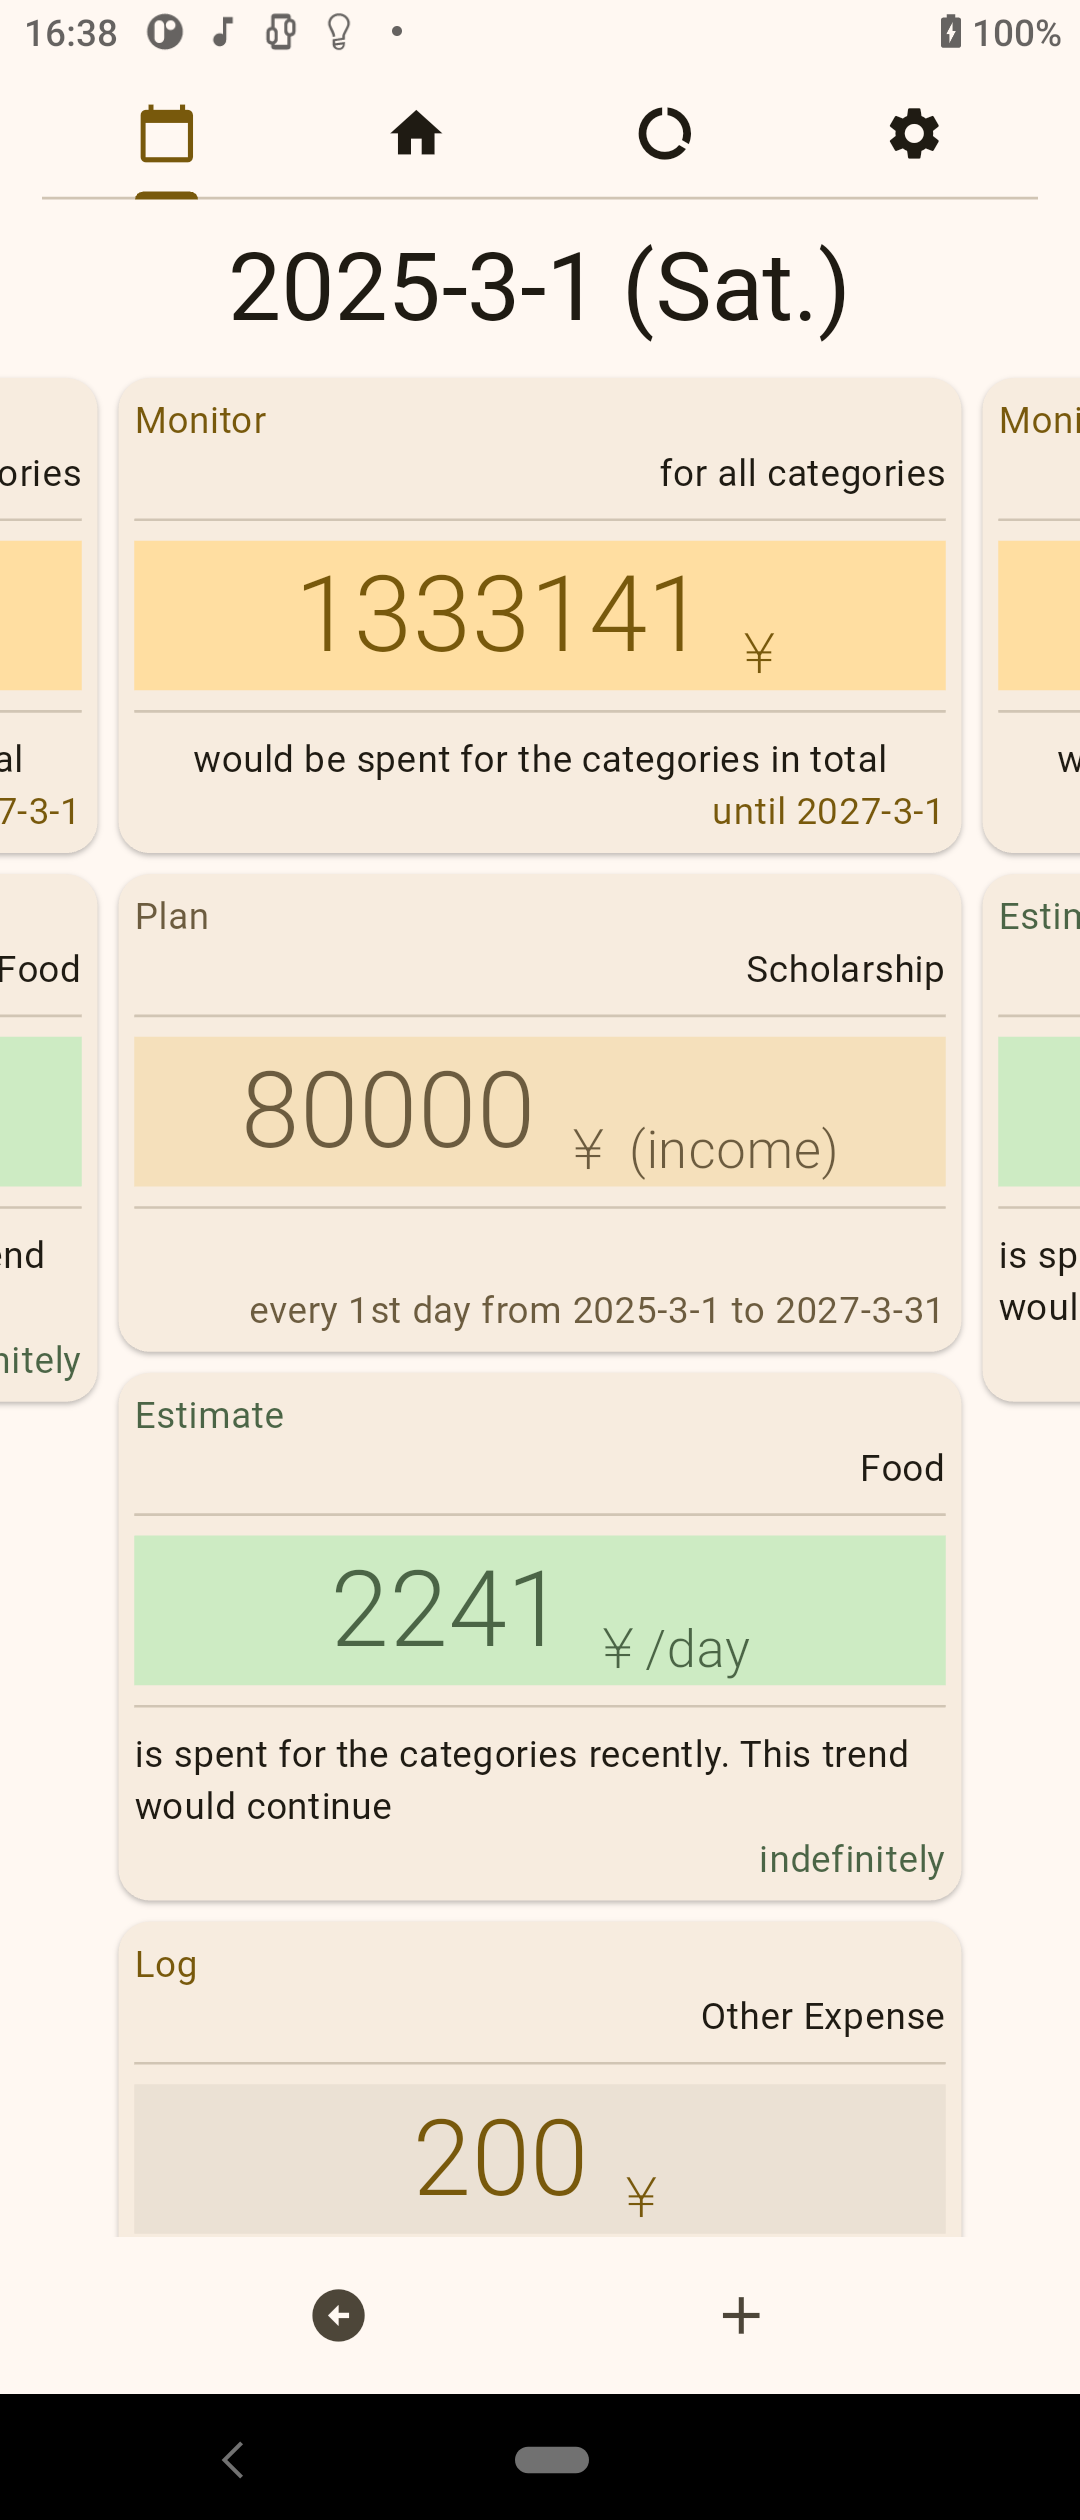 16:38
100%
2025-3-1 (Sat.)
ories
al
7-3-1
Food
end
nitely
Monitor
for all categories
1333141 ¥
would be spent for the categories in total
until 2027-3-1
Plan
Scholarship
80000 ¥ (income)
every 1st day from 2025-3-1 to 2027-3-31
Estimate
Food
2241 ¥ /day
is spent for the categories recently. This trend
would continue
indefinitely
Log
Other Expense
200 ¥
Moni
w
Estim
is sp
woul